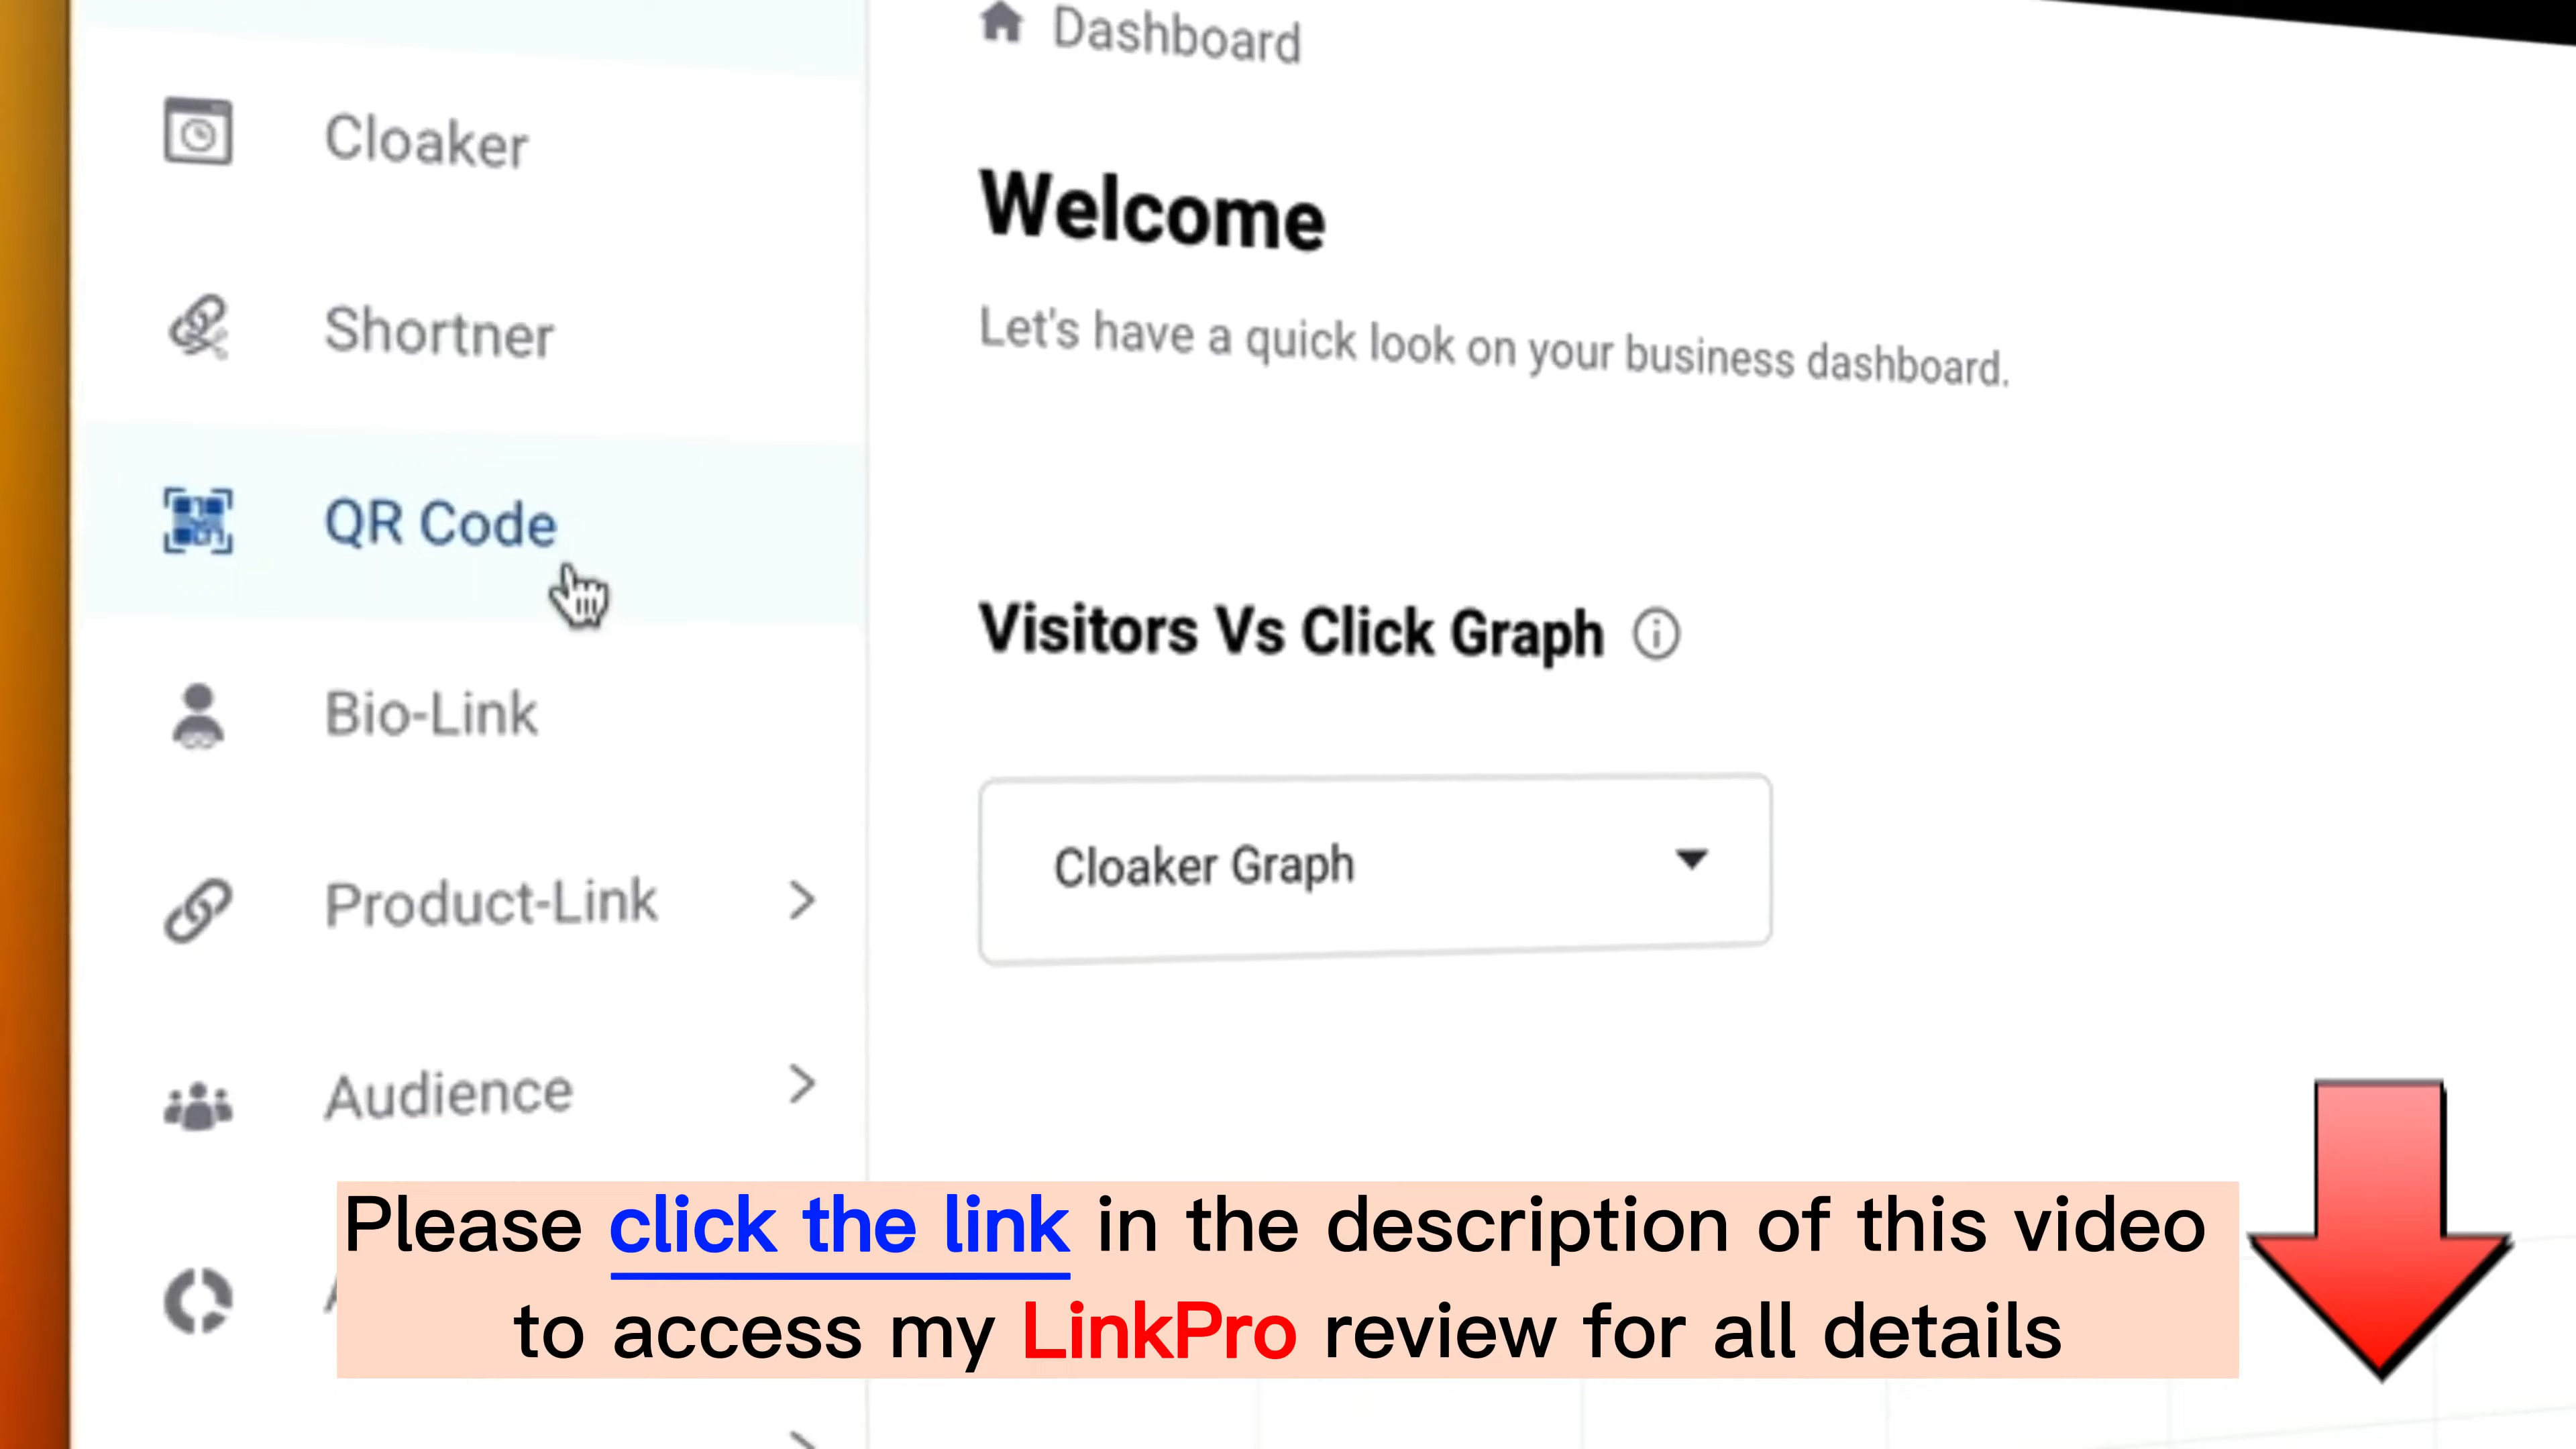 Dashboard
Cloaker
Welcome
Shortner
Let's have a quick look on your business dashboard.
QR Code
Visitors Vs Click Graph
Bio-Link
Cloaker Graph
Product-Link
Audience
Please click the link in the description of this video
to access my LinkPro review for all details